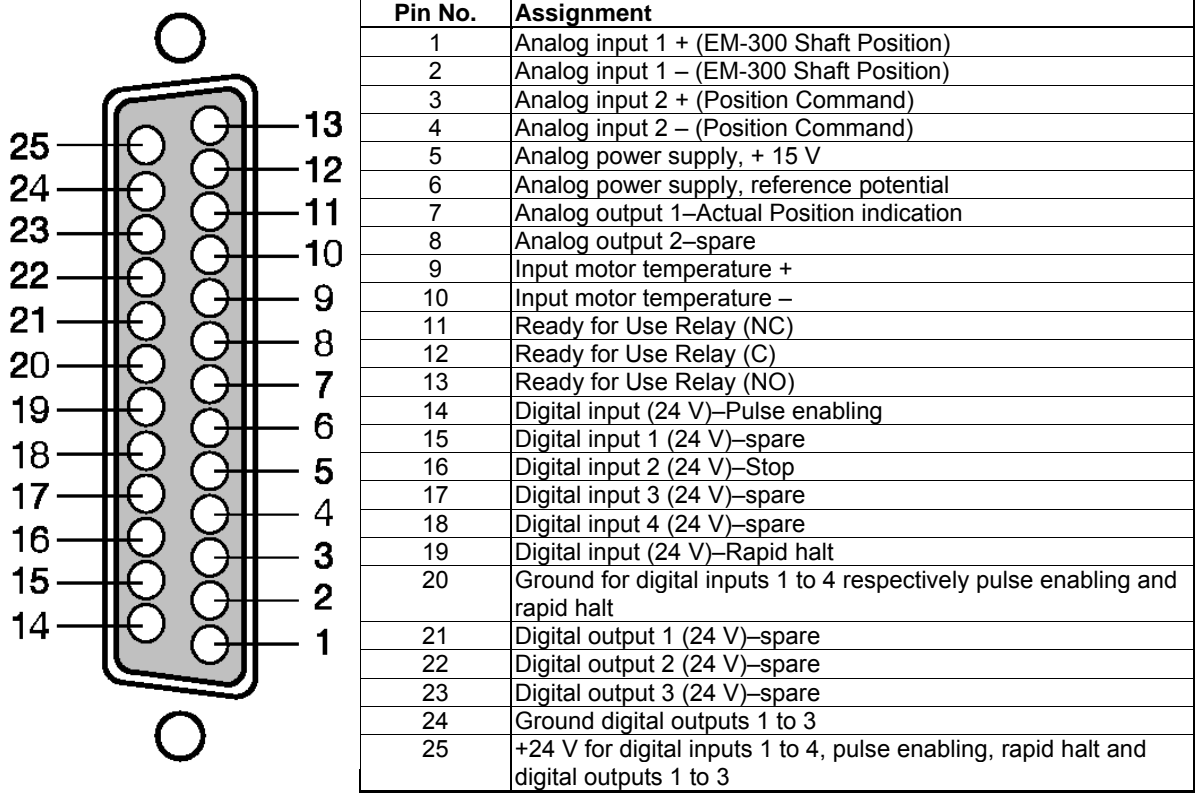 25
24
23
22
21
20
19
18
17
16
15
14
13
12
11
10
9
8
7
6
5
4
3
2
1
Pin No. Assignment
1 Analog input 1 + (EM-300 Shaft Position)
2 Analog input 1 – (EM-300 Shaft Position)
3 Analog input 2 + (Position Command)
4 Analog input 2 – (Position Command)
5 Analog power supply, + 15 V
6 Analog power supply, reference potential
7 Analog output 1–Actual Position indication
8 Analog output 2–spare
9 Input motor temperature +
10 Input motor temperature –
11 Ready for Use Relay (NC)
12 Ready for Use Relay (C)
13 Ready for Use Relay (NO)
14 Digital input (24 V)–Pulse enabling
15 Digital input 1 (24 V)–spare
16 Digital input 2 (24 V)–Stop
17 Digital input 3 (24 V)–spare
18 Digital input 4 (24 V)–spare
19 Digital input (24 V)–Rapid halt
20 Ground for digital inputs 1 to 4 respectively pulse enabling and
rapid halt
21 Digital output 1 (24 V)–spare
22 Digital output 2 (24 V)–spare
23 Digital output 3 (24 V)–spare
24 Ground digital outputs 1 to 3
25 +24 V for digital inputs 1 to 4, pulse enabling, rapid halt and
digital outputs 1 to 3